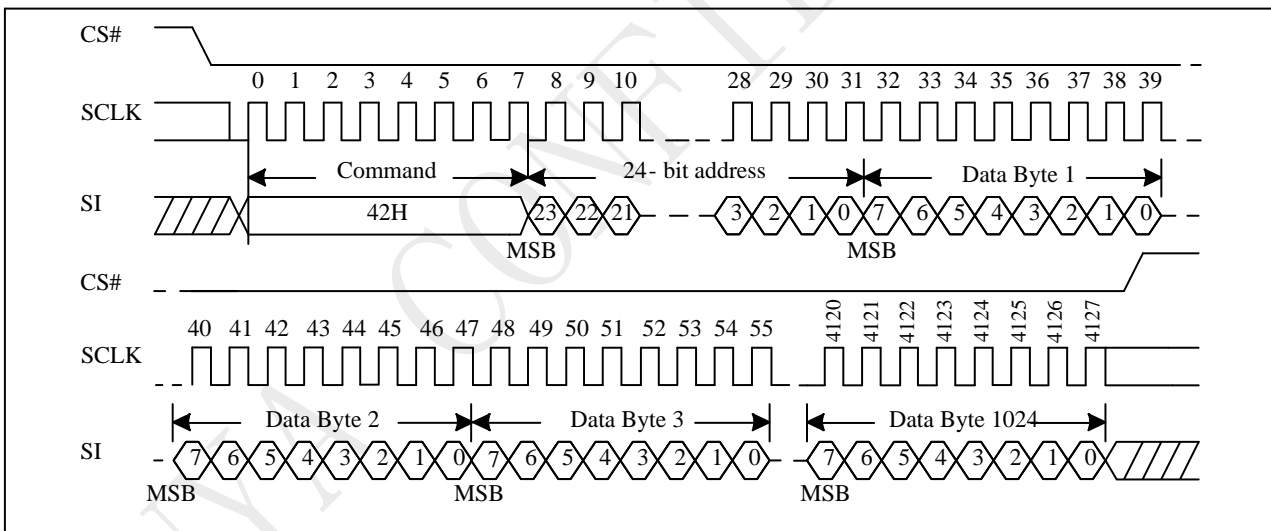 CS#
0 1 2 3 4 5 6 7 8 9 10 28 29 30 31 32 33 34 35 36 37 38 39
SCLK
Command 24- bit address Data Byte 1
SI
42H 23 22 21 3 2 1 0 7 6 5 4 3 2 1 0
MSB MSB
CS#
40 41 42 43 44 45 46 47 48 49 50 51 52 53 54 55 4120 4121 4122 4123 4124 4125 4126 4127
SCLK
Data Byte 2 Data Byte 3 Data Byte 1024
SI
7 6 5 4 3 2 1 0 7 6 5 4 3 2 1 0 7 6 5 4 3 2 1 0
MSB MSB MSB